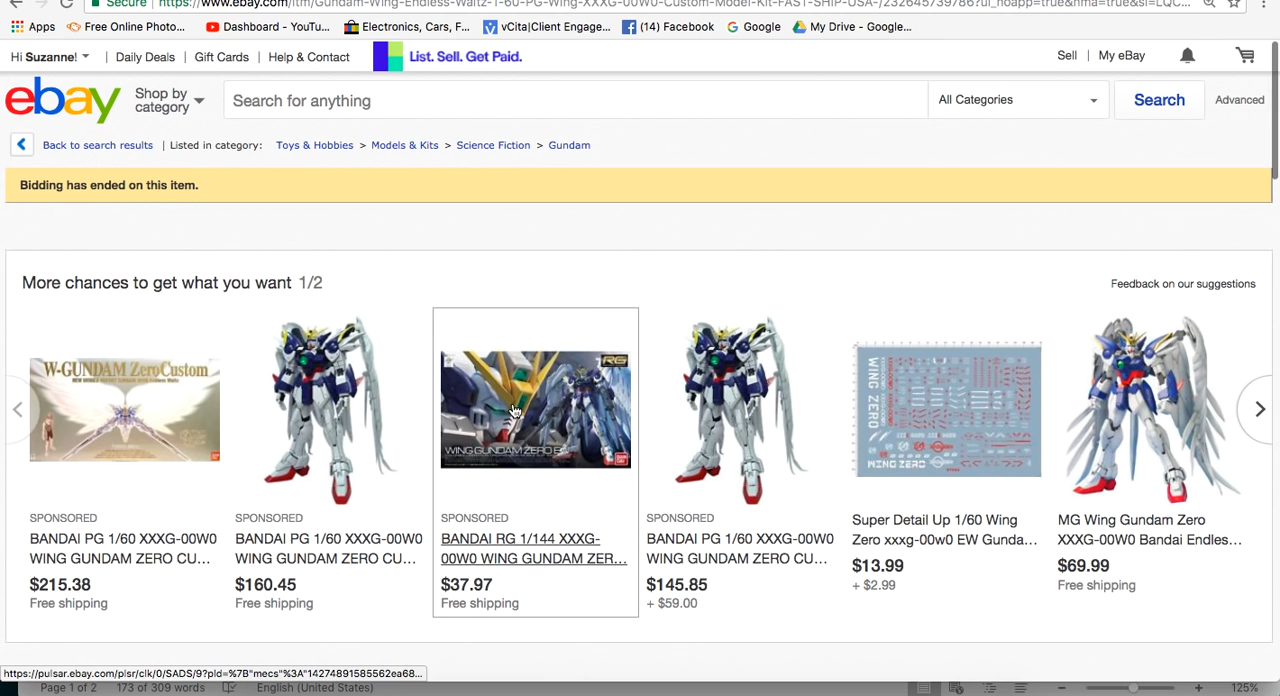 Secure https://www.ebay.com/itm/Gundam-Wing-Endless-Waltz-1-60-PG-Wing-XXXG-00W0-Custom-Model-Kit-FAST-SHIP-USA-/232645739786?ul_noapp=true&nma=true&si=LQC...
Apps Free Online Photo... Dashboard - YouTu... Electronics, Cars, F... vCita|Client Engage... (14) Facebook Google My Drive - Google...
Hi Suzanne! | Daily Deals | Gift Cards | Help & Contact List. Sell. Get Paid. Sell | My eBay
ebay Shop by category Search for anything All Categories Search Advanced
Back to search results | Listed in category: Toys & Hobbies > Models & Kits > Science Fiction > Gundam
Bidding has ended on this item.
More chances to get what you want 1/2 Feedback on our suggestions
W-GUNDAM ZeroCustom
RG
WING GUNDAM ZERO EW
WING ZERO
WING ZERO
SPONSORED
BANDAI PG 1/60 XXXG-00W0
WING GUNDAM ZERO CU...
$215.38
Free shipping
SPONSORED
BANDAI PG 1/60 XXXG-00W0
WING GUNDAM ZERO CU...
$160.45
Free shipping
SPONSORED
BANDAI RG 1/144 XXXG-
00W0 WING GUNDAM ZER...
$37.97
Free shipping
SPONSORED
BANDAI PG 1/60 XXXG-00W0
WING GUNDAM ZERO CU...
$145.85
+ $59.00
Super Detail Up 1/60 Wing
Zero xxxg-00w0 EW Gunda...
$13.99
+ $2.99
MG Wing Gundam Zero
XXXG-00W0 Bandai Endles...
$69.99
Free shipping
https://pulsar.ebay.com/plsr/clk/0/SADS/9?pld=%7B"mecs"%3A"14274891585562ea68...
Page 1 of 2 173 of 309 words English (United States) 125%